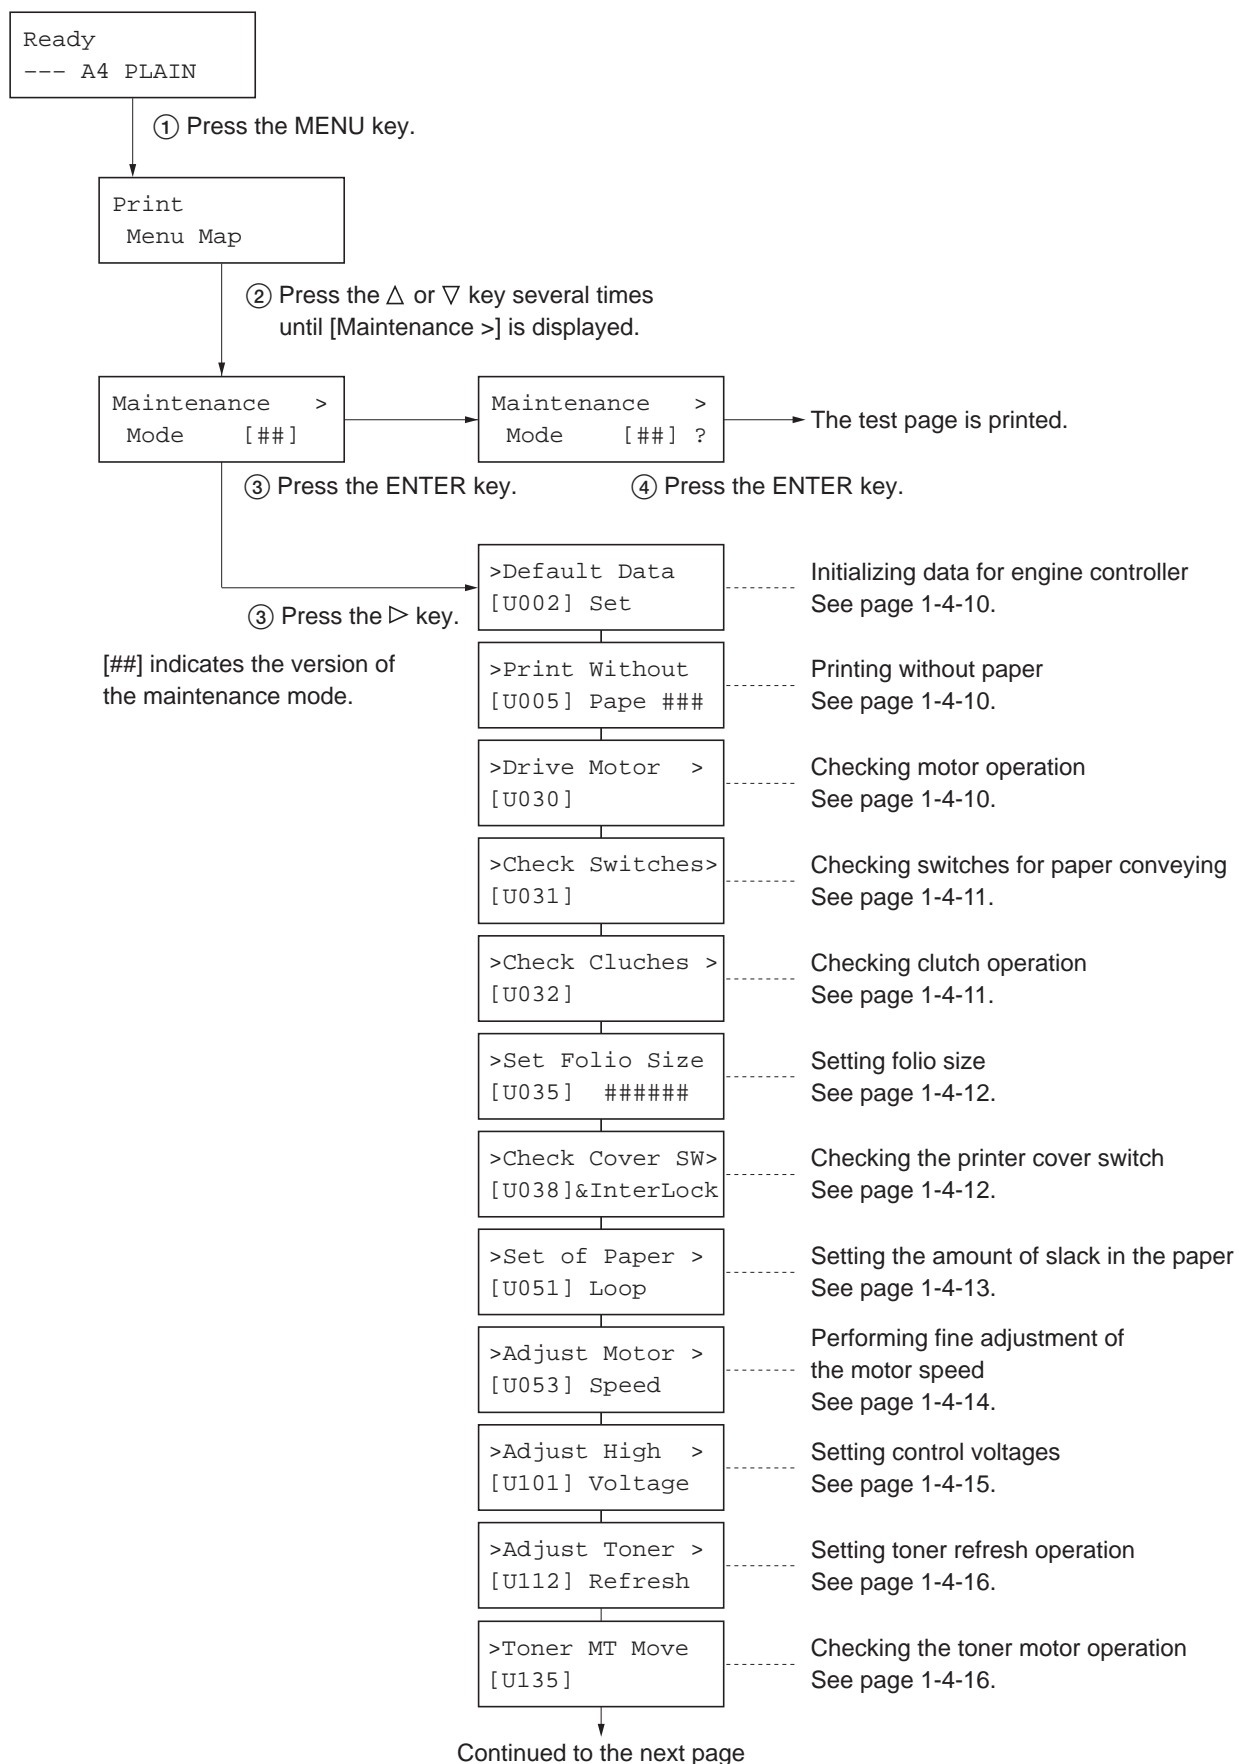 Ready
--- A4 PLAIN
① Press the MENU key.
Print
Menu Map
② Press the △ or ▽ key several times
until [Maintenance >] is displayed.
Maintenance >
Mode [##]
Maintenance >
Mode [##] ?
The test page is printed.
③ Press the ENTER key.
④ Press the ENTER key.
③ Press the ▷ key.
[##] indicates the version of
the maintenance mode.
>Default Data
[U002] Set
Initializing data for engine controller
See page 1-4-10.
>Print Without
[U005] Pape ###
Printing without paper
See page 1-4-10.
>Drive Motor >
[U030]
Checking motor operation
See page 1-4-10.
>Check Switches>
[U031]
Checking switches for paper conveying
See page 1-4-11.
>Check Cluches >
[U032]
Checking clutch operation
See page 1-4-11.
>Set Folio Size
[U035] ######
Setting folio size
See page 1-4-12.
>Check Cover SW>
[U038]&InterLock
Checking the printer cover switch
See page 1-4-12.
>Set of Paper >
[U051] Loop
Setting the amount of slack in the paper
See page 1-4-13.
>Adjust Motor >
[U053] Speed
Performing fine adjustment of
the motor speed
See page 1-4-14.
>Adjust High >
[U101] Voltage
Setting control voltages
See page 1-4-15.
>Adjust Toner >
[U112] Refresh
Setting toner refresh operation
See page 1-4-16.
>Toner MT Move
[U135]
Checking the toner motor operation
See page 1-4-16.
Continued to the next page